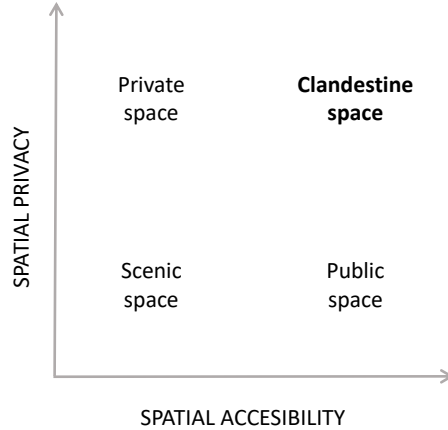 Private
space
Clandestine
space
SPATIAL PRIVACY
Scenic
space
Public
space
SPATIAL ACCESIBILITY